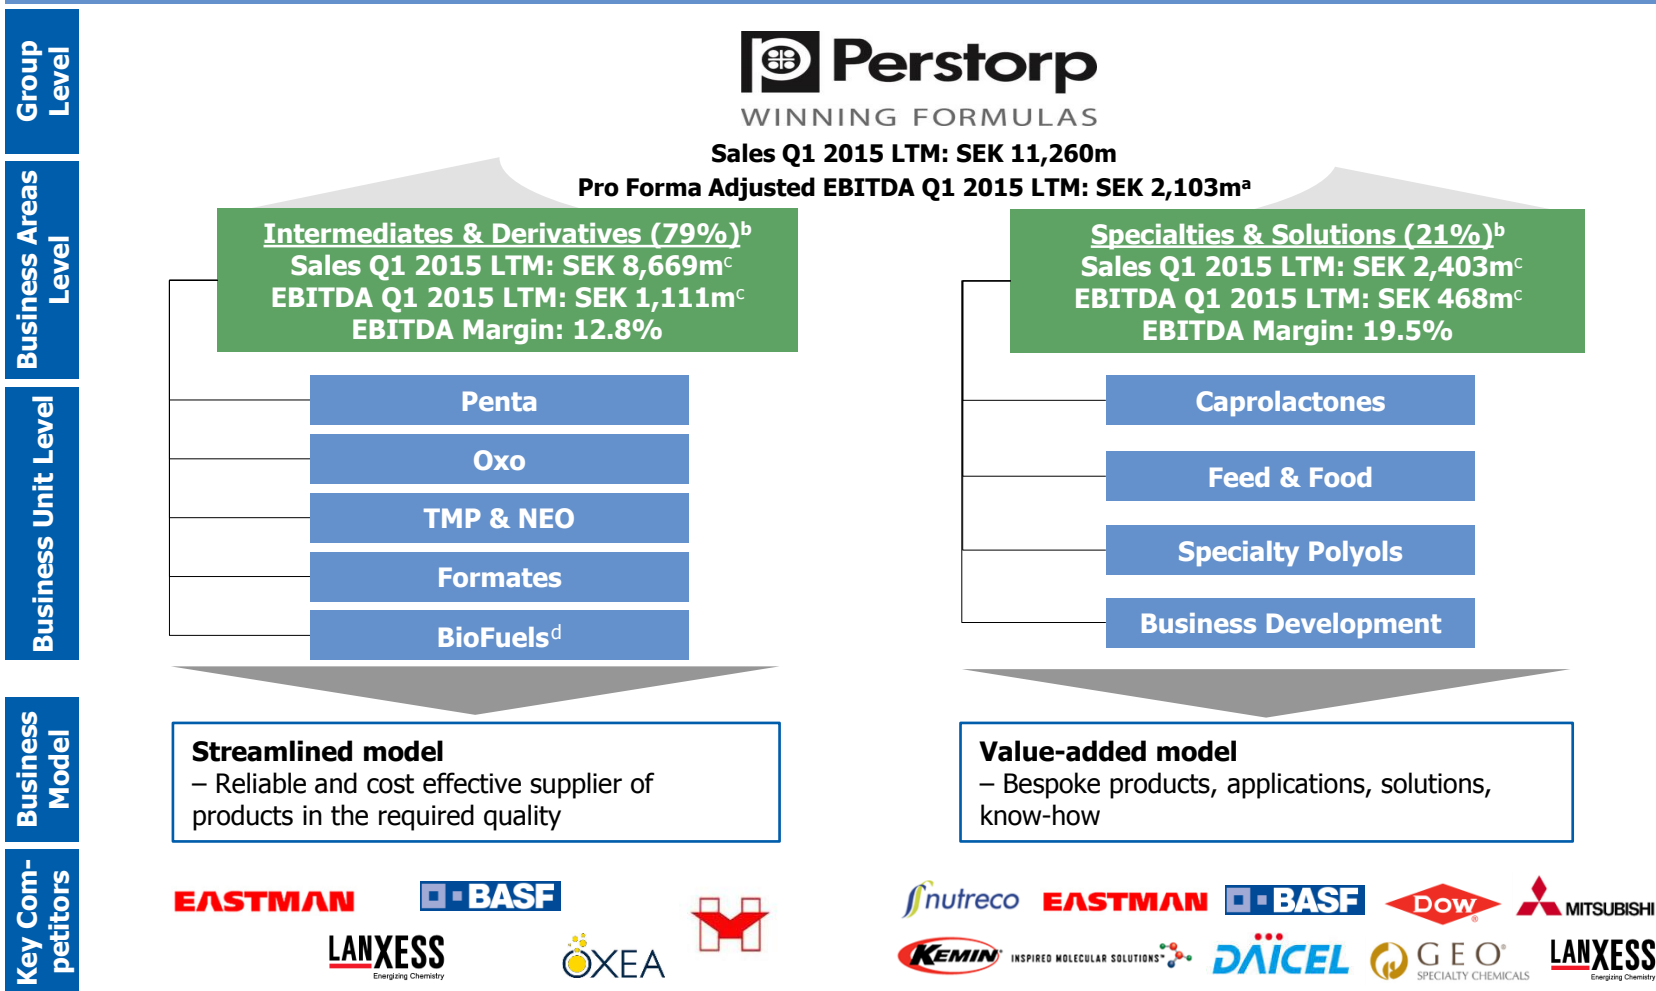 Group
Level
Perstorp
WINNING FORMULAS
Sales Q1 2015 LTM: SEK 11,260m
Pro Forma Adjusted EBITDA Q1 2015 LTM: SEK 2,103mᵃ
Business Areas
Level
Intermediates & Derivatives (79%)ᵇ
Sales Q1 2015 LTM: SEK 8,669mᶜ
EBITDA Q1 2015 LTM: SEK 1,111mᶜ
EBITDA Margin: 12.8%
Specialties & Solutions (21%)ᵇ
Sales Q1 2015 LTM: SEK 2,403mᶜ
EBITDA Q1 2015 LTM: SEK 468mᶜ
EBITDA Margin: 19.5%
Business Unit Level
Penta
Oxo
TMP & NEO
Formates
BioFuelsᵈ
Caprolactones
Feed & Food
Specialty Polyols
Business Development
Business
Model
Streamlined model
– Reliable and cost effective supplier of
products in the required quality
Value-added model
– Bespoke products, applications, solutions,
know-how
Key Com-
petitors
EASTMAN
BASF
LANXESS
Energizing Chemistry
OXEA
nutreco
EASTMAN
BASF
DOW
MITSUBISHI
KEMIN
INSPIRED MOLECULAR SOLUTIONS™
DAICEL
GEO®
SPECIALTY CHEMICALS
LANXESS
Energizing Chemistry